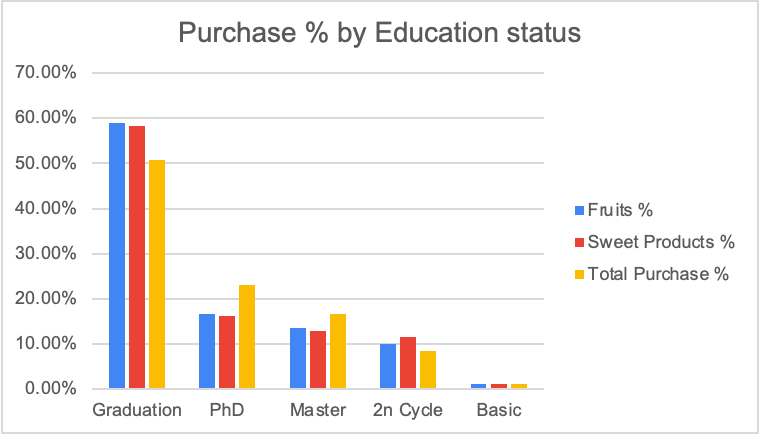 Purchase % by Education status
70.00%
60.00%
50.00%
40.00%
30.00%
20.00%
10.00%
0.00%
Graduation PhD Master 2n Cycle Basic
Fruits %
Sweet Products %
Total Purchase %